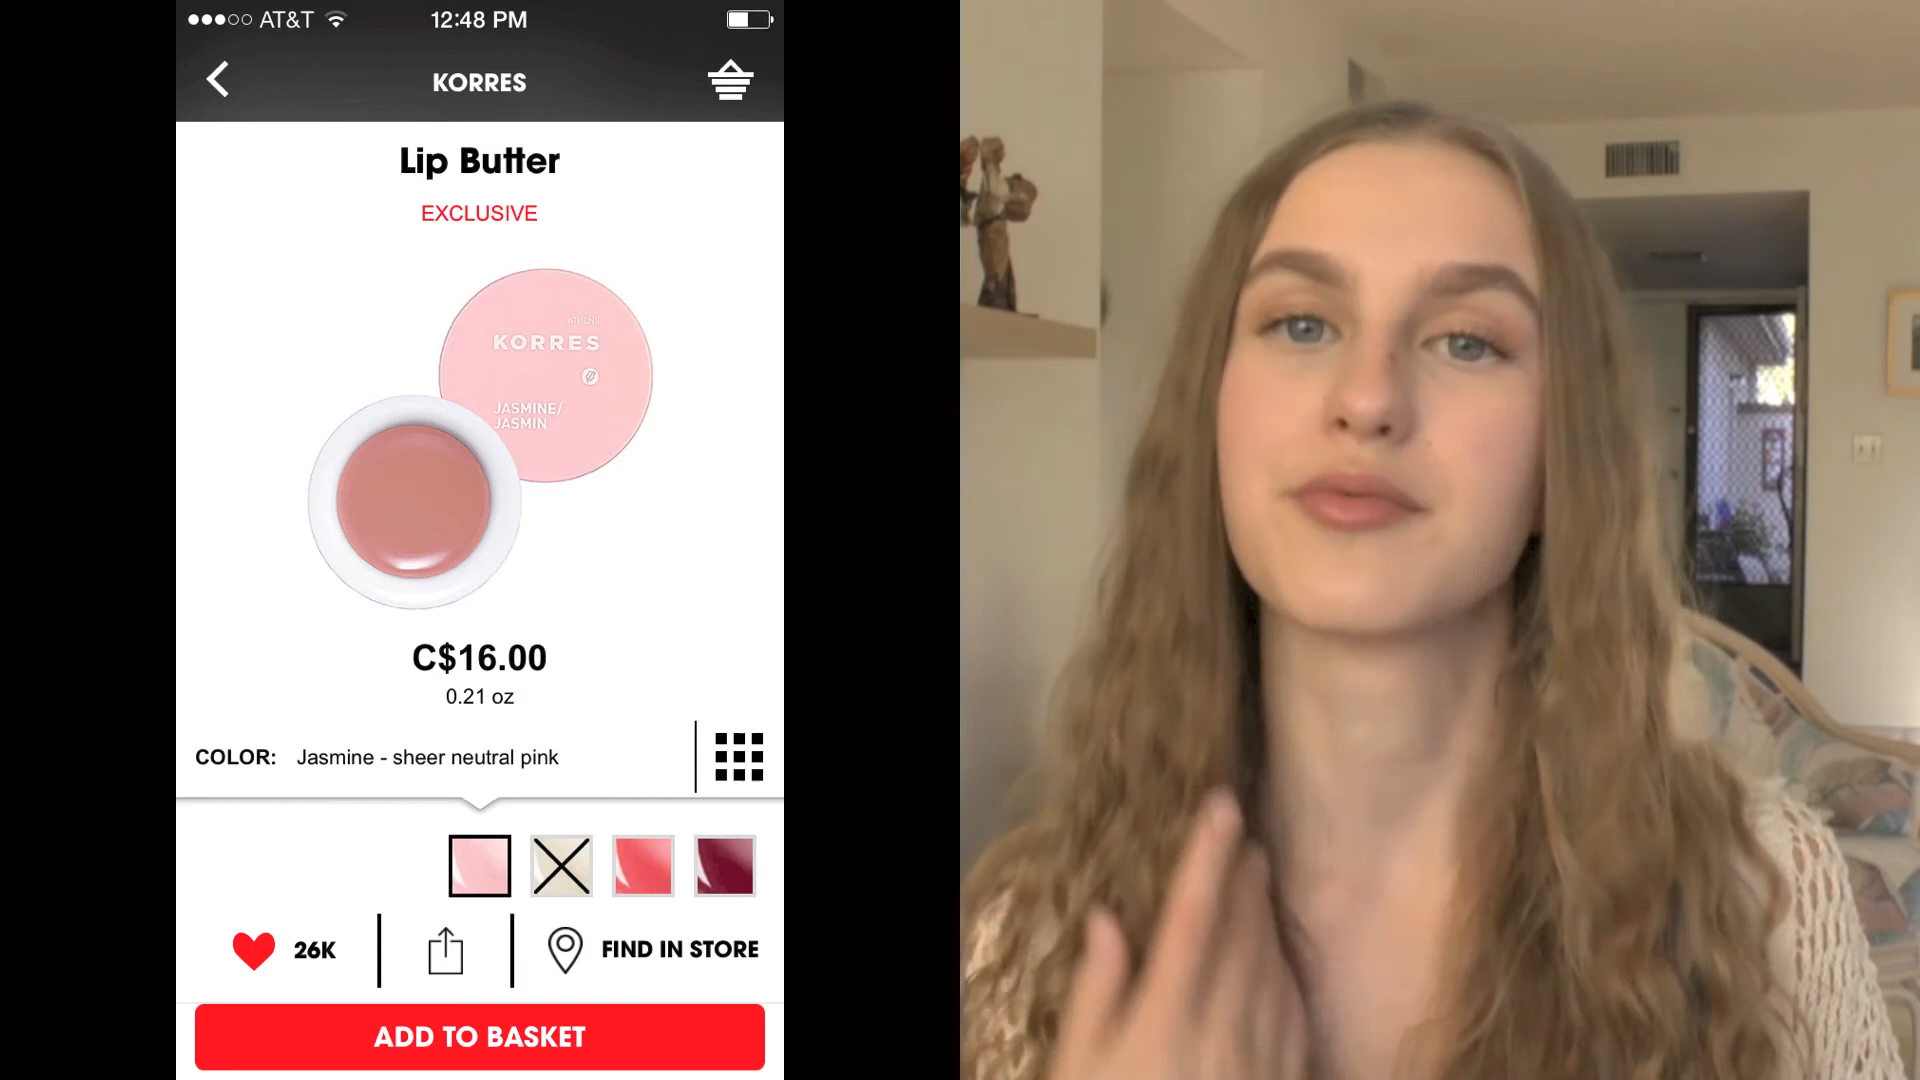 AT&T 12:48 PM
KORRES
Lip Butter
EXCLUSIVE
ATHENS
KORRES
JASMINE/
JASMIN
C$16.00
0.21 oz
COLOR: Jasmine - sheer neutral pink
26K FIND IN STORE
ADD TO BASKET